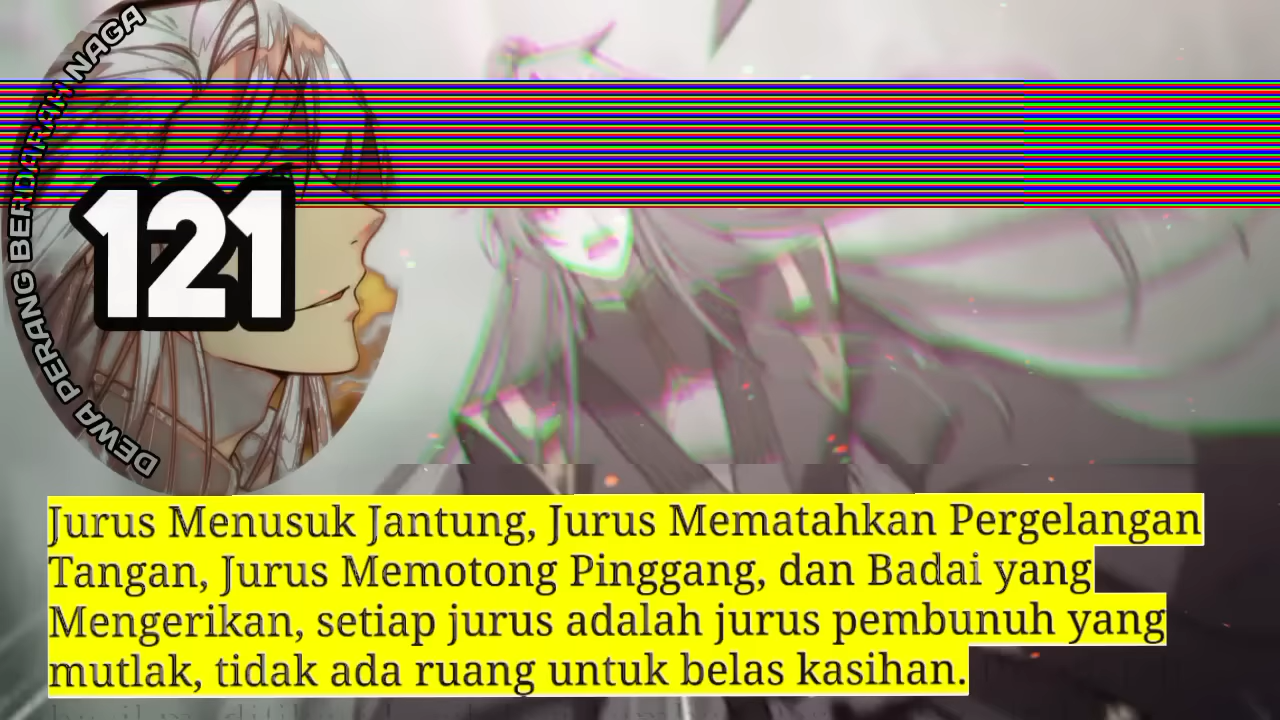 DEWA PERANG BERDARAH NAGA
121
Jurus Menusuk Jantung, Jurus Mematahkan Pergelangan
Tangan, Jurus Memotong Pinggang, dan Badai yang
Mengerikan, setiap jurus adalah jurus pembunuh yang
mutlak, tidak ada ruang untuk belas kasihan.